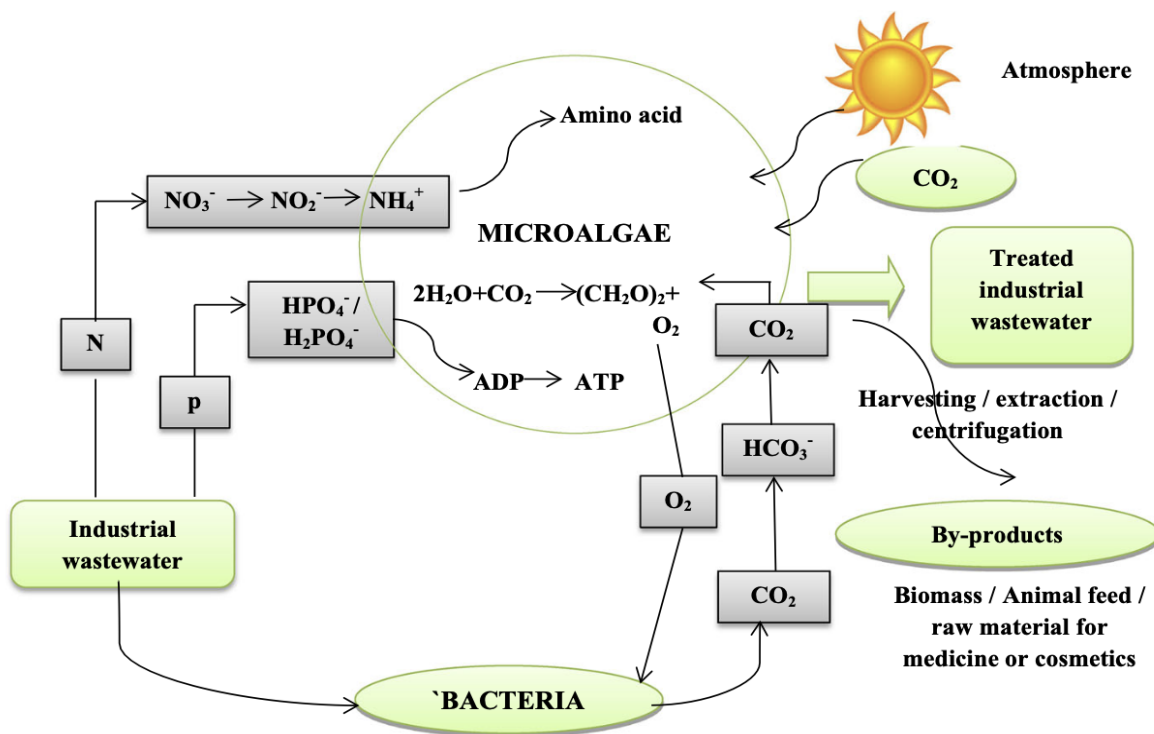 Atmosphere
Amino acid
CO₂
NO₃⁻ → NO₂⁻ → NH₄⁺
MICROALGAE
Treated
industrial
wastewater
2H₂O+CO₂ → (CH₂O)₂+
O₂
HPO₄⁻ /
H₂PO₄⁻
CO₂
N
ADP → ATP
p
Harvesting / extraction /
centrifugation
HCO₃⁻
O₂
Industrial
wastewater
By-products
CO₂
Biomass / Animal feed /
raw material for
medicine or cosmetics
`BACTERIA